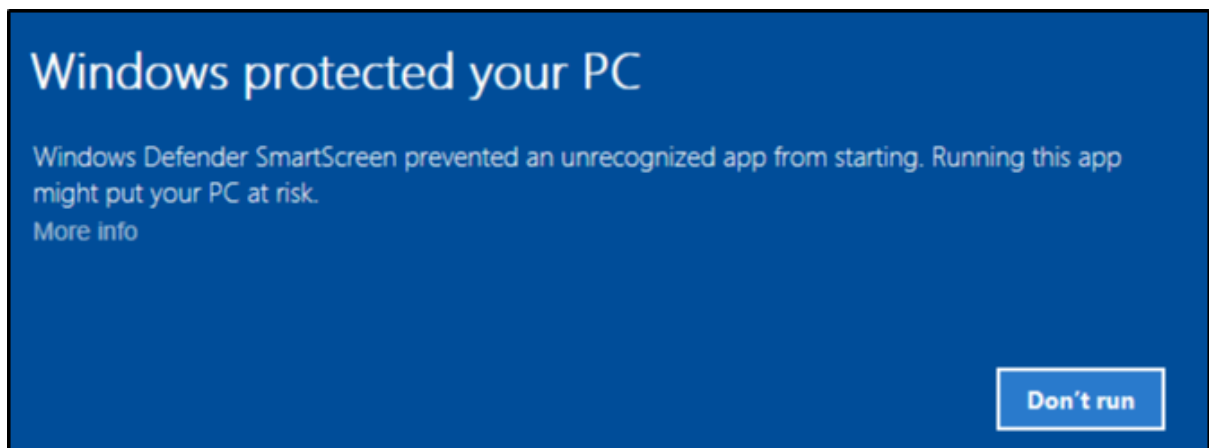 Windows protected your PC
Windows Defender SmartScreen prevented an unrecognized app from starting. Running this app
might put your PC at risk.
More info
Don't run